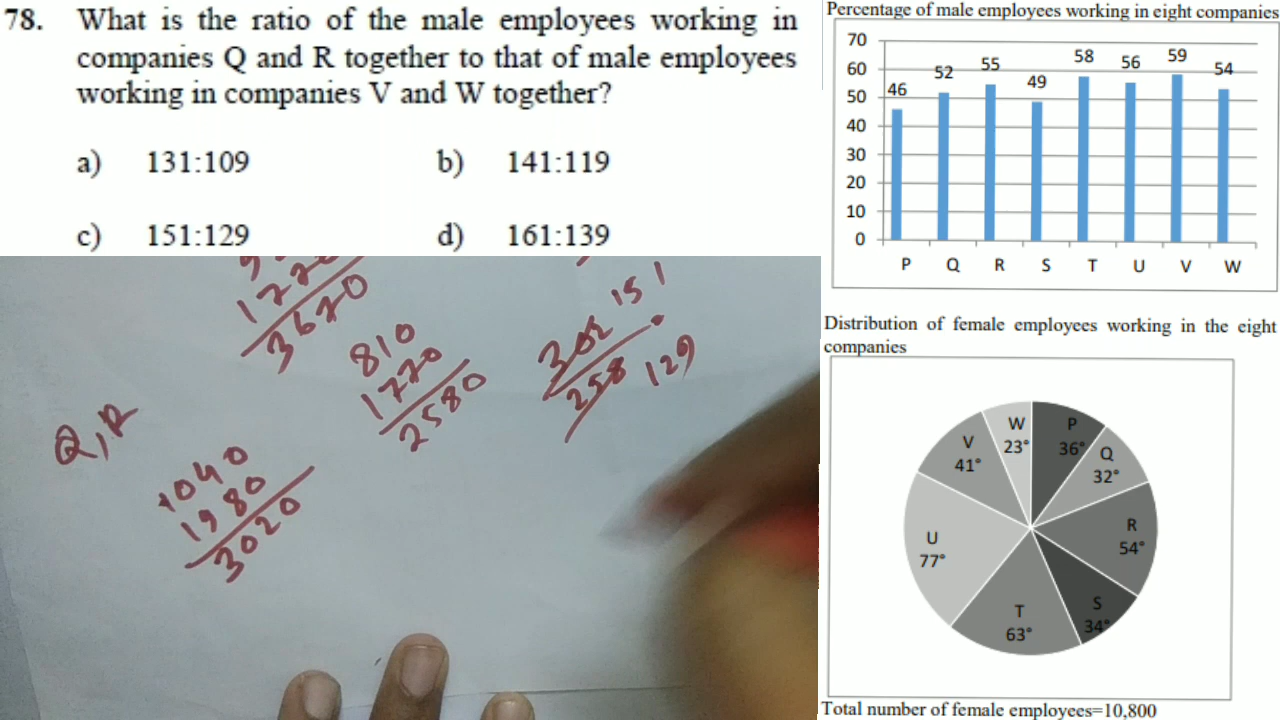 78. What is the ratio of the male employees working in
companies Q and R together to that of male employees
working in companies V and W together?
a) 131:109 b) 141:119
c) 151:129 d) 161:139
3620
810
1770
2580
302 151
258 129
Q, R
1040
1980
3020
Percentage of male employees working in eight companies
70
60
50
40
30
20
10
0
46 52 55 49 58 56 59 54
P Q R S T U V W
Distribution of female employees working in the eight
companies
P
36°
Q
32°
R
54°
S
34°
T
63°
U
77°
V
41°
W
23°
Total number of female employees=10,800